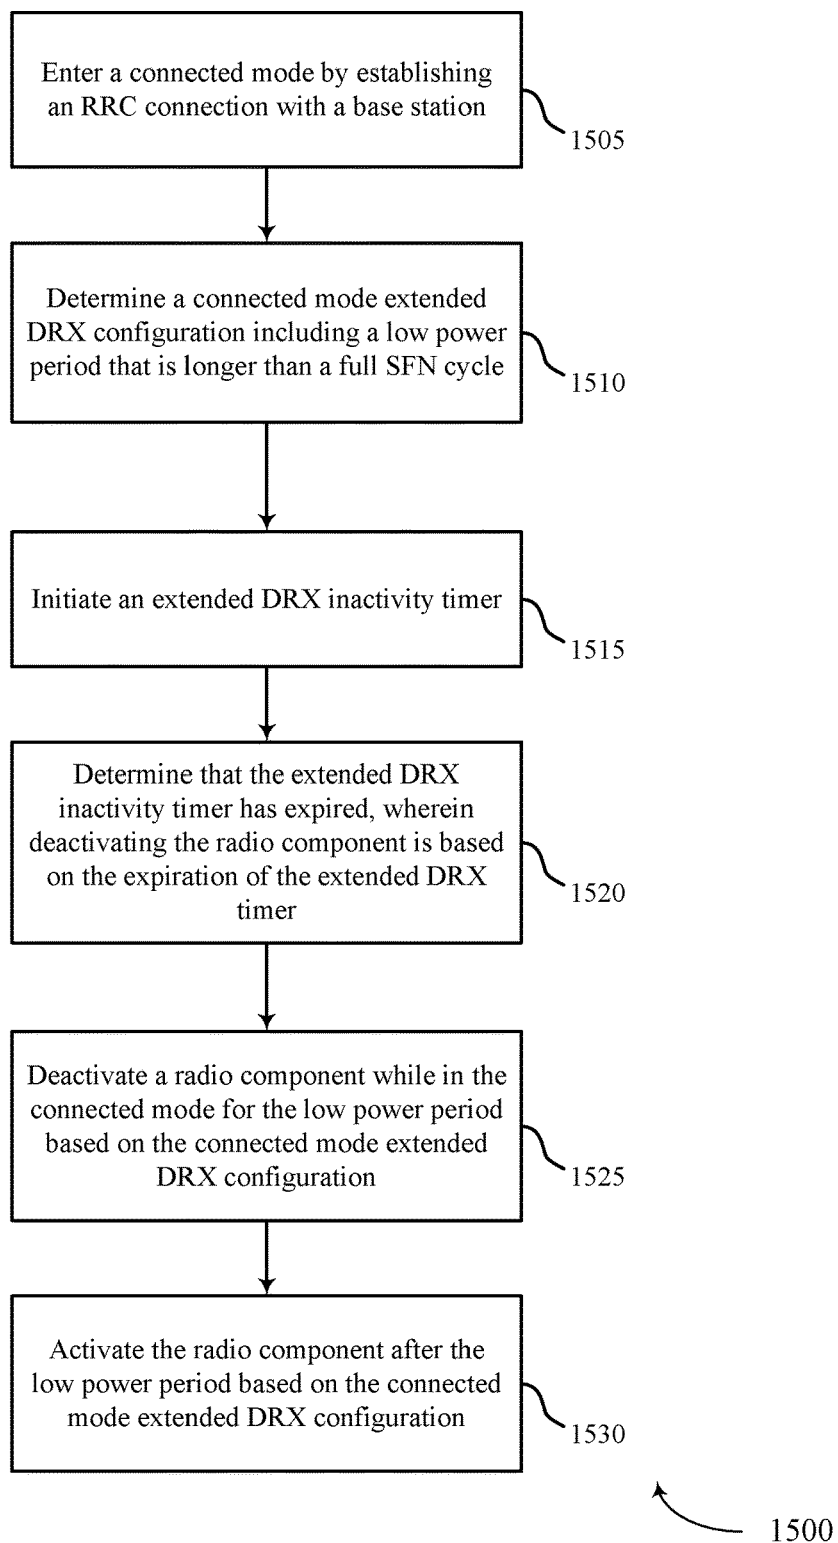 Enter a connected mode by establishing
an RRC connection with a base station
1505
Determine a connected mode extended
DRX configuration including a low power
period that is longer than a full SFN cycle
1510
Initiate an extended DRX inactivity timer
1515
Determine that the extended DRX
inactivity timer has expired, wherein
deactivating the radio component is based
on the expiration of the extended DRX
timer
1520
Deactivate a radio component while in the
connected mode for the low power period
based on the connected mode extended
DRX configuration
1525
Activate the radio component after the
low power period based on the connected
mode extended DRX configuration
1530
1500